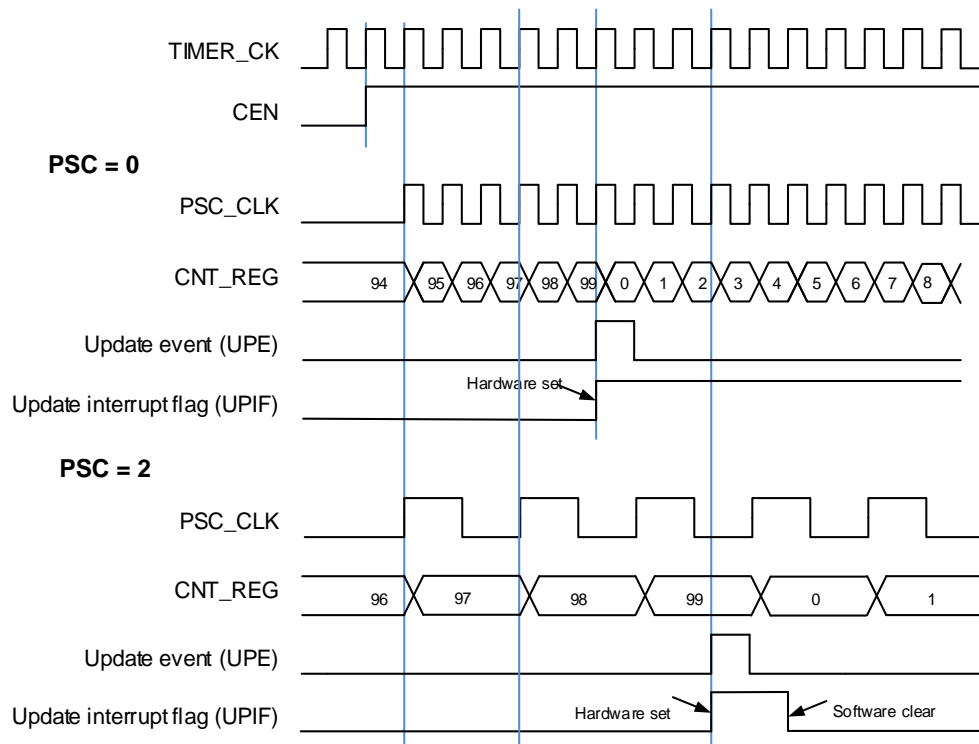 TIMER_CK
CEN
PSC = 0
PSC_CLK
CNT_REG 94 95 96 97 98 99 0 1 2 3 4 5 6 7 8
Update event (UPE)
Hardware set
Update interrupt flag (UPIF)
PSC = 2
PSC_CLK
CNT_REG 96 97 98 99 0 1
Update event (UPE)
Update interrupt flag (UPIF) Hardware set Software clear